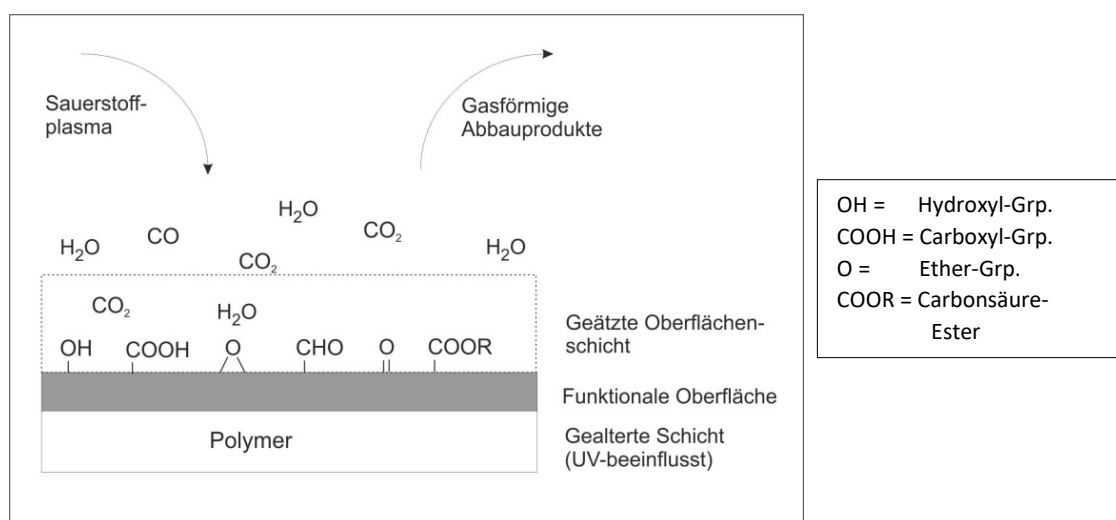 Sauerstoff-
plasma
Gasförmige
Abbauprodukte
H₂O
CO
H₂O
CO₂
CO₂
H₂O
CO₂
H₂O
OH
COOH
O
CHO
O
COOR
Geätzte Oberflächen-
schicht
Funktionale Oberfläche
Polymer
Gealterte Schicht
(UV-beeinflusst)
OH = Hydroxyl-Grp.
COOH = Carboxyl-Grp.
O = Ether-Grp.
COOR = Carbonsäure-
Ester